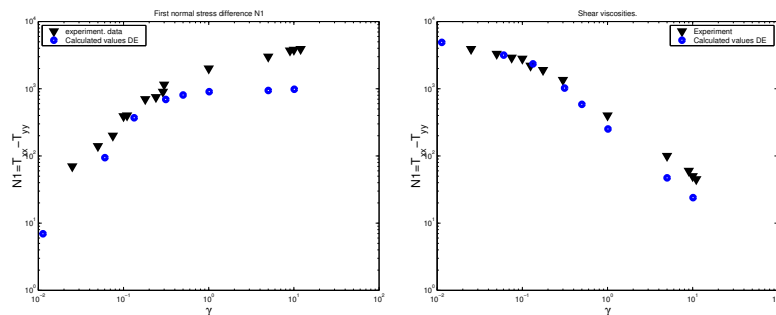 First normal stress difference N1
10^4
experiment. data
Calculated values DE
10^3
N1=T_xx−T_yy
10^2
10^1
10^0
10^−2
10^−1
10^0
10^1
10^2
γ
Shear viscosities.
10^4
Experiment
Calculated values DE
10^3
N1=T_xx−T_yy
10^2
10^1
10^0
10^−2
10^−1
10^0
10^1
γ